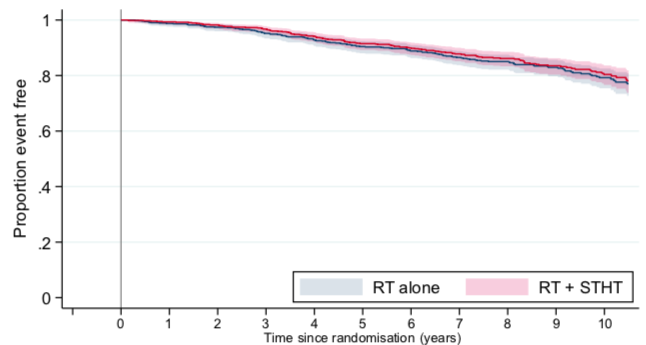 Proportion event free
1
.8
.6
.4
.2
0
0 1 2 3 4 5 6 7 8 9 10
Time since randomisation (years)
RT alone RT + STHT